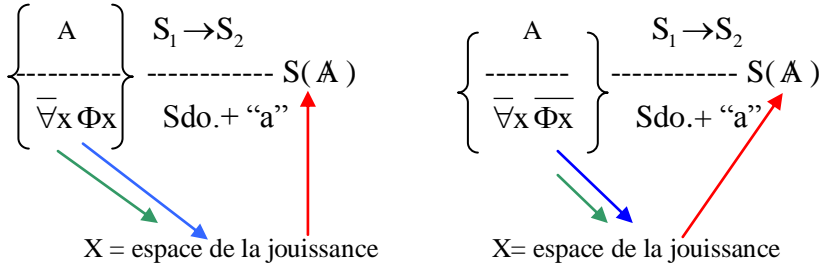 A S₁→S₂
S(A̸)
∀̅x Φx Sdo.+ “a”
X = espace de la jouissance
A S₁→S₂
S(A̸)
∀̅x Φ̅x̅ Sdo.+ “a”
X= espace de la jouissance